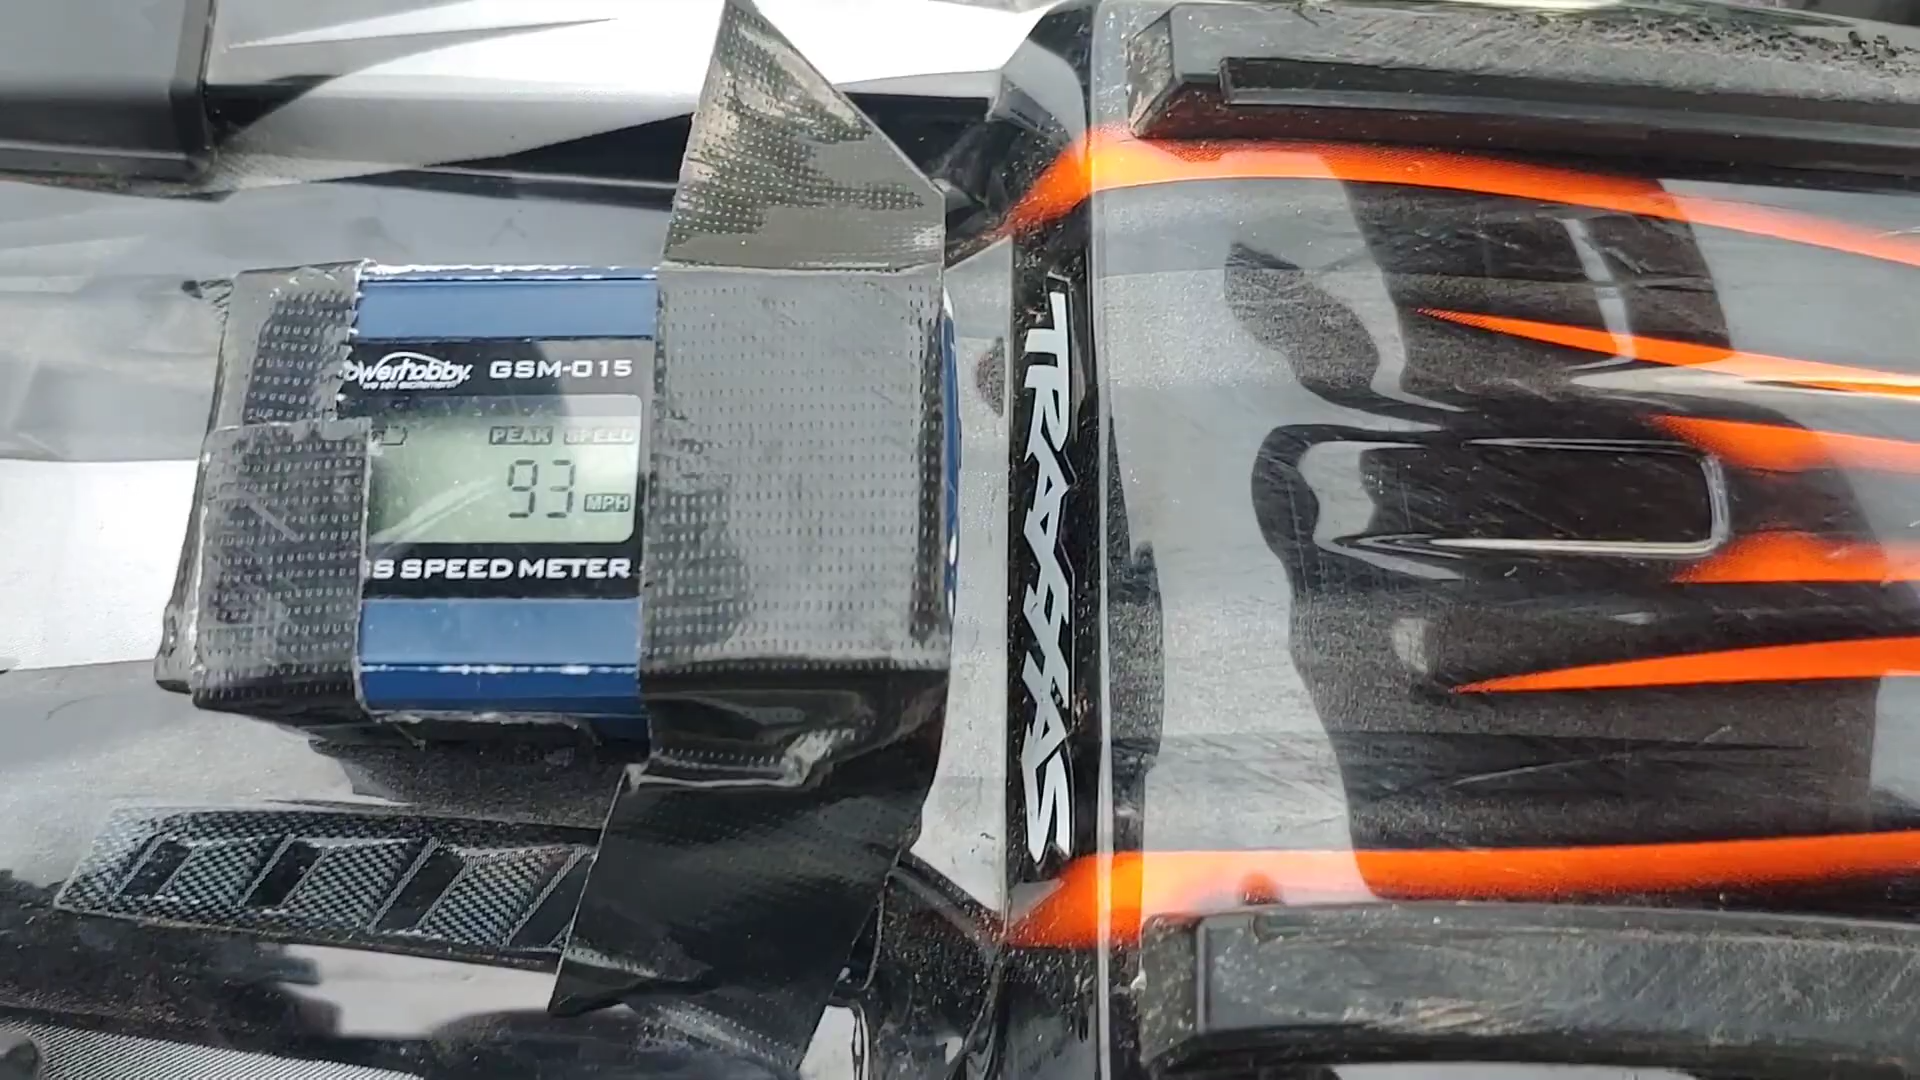 owerhobby. GSM-015
we sell excitement!
PEAK SPEED
93 MPH
S SPEED METER
TRAXXAS